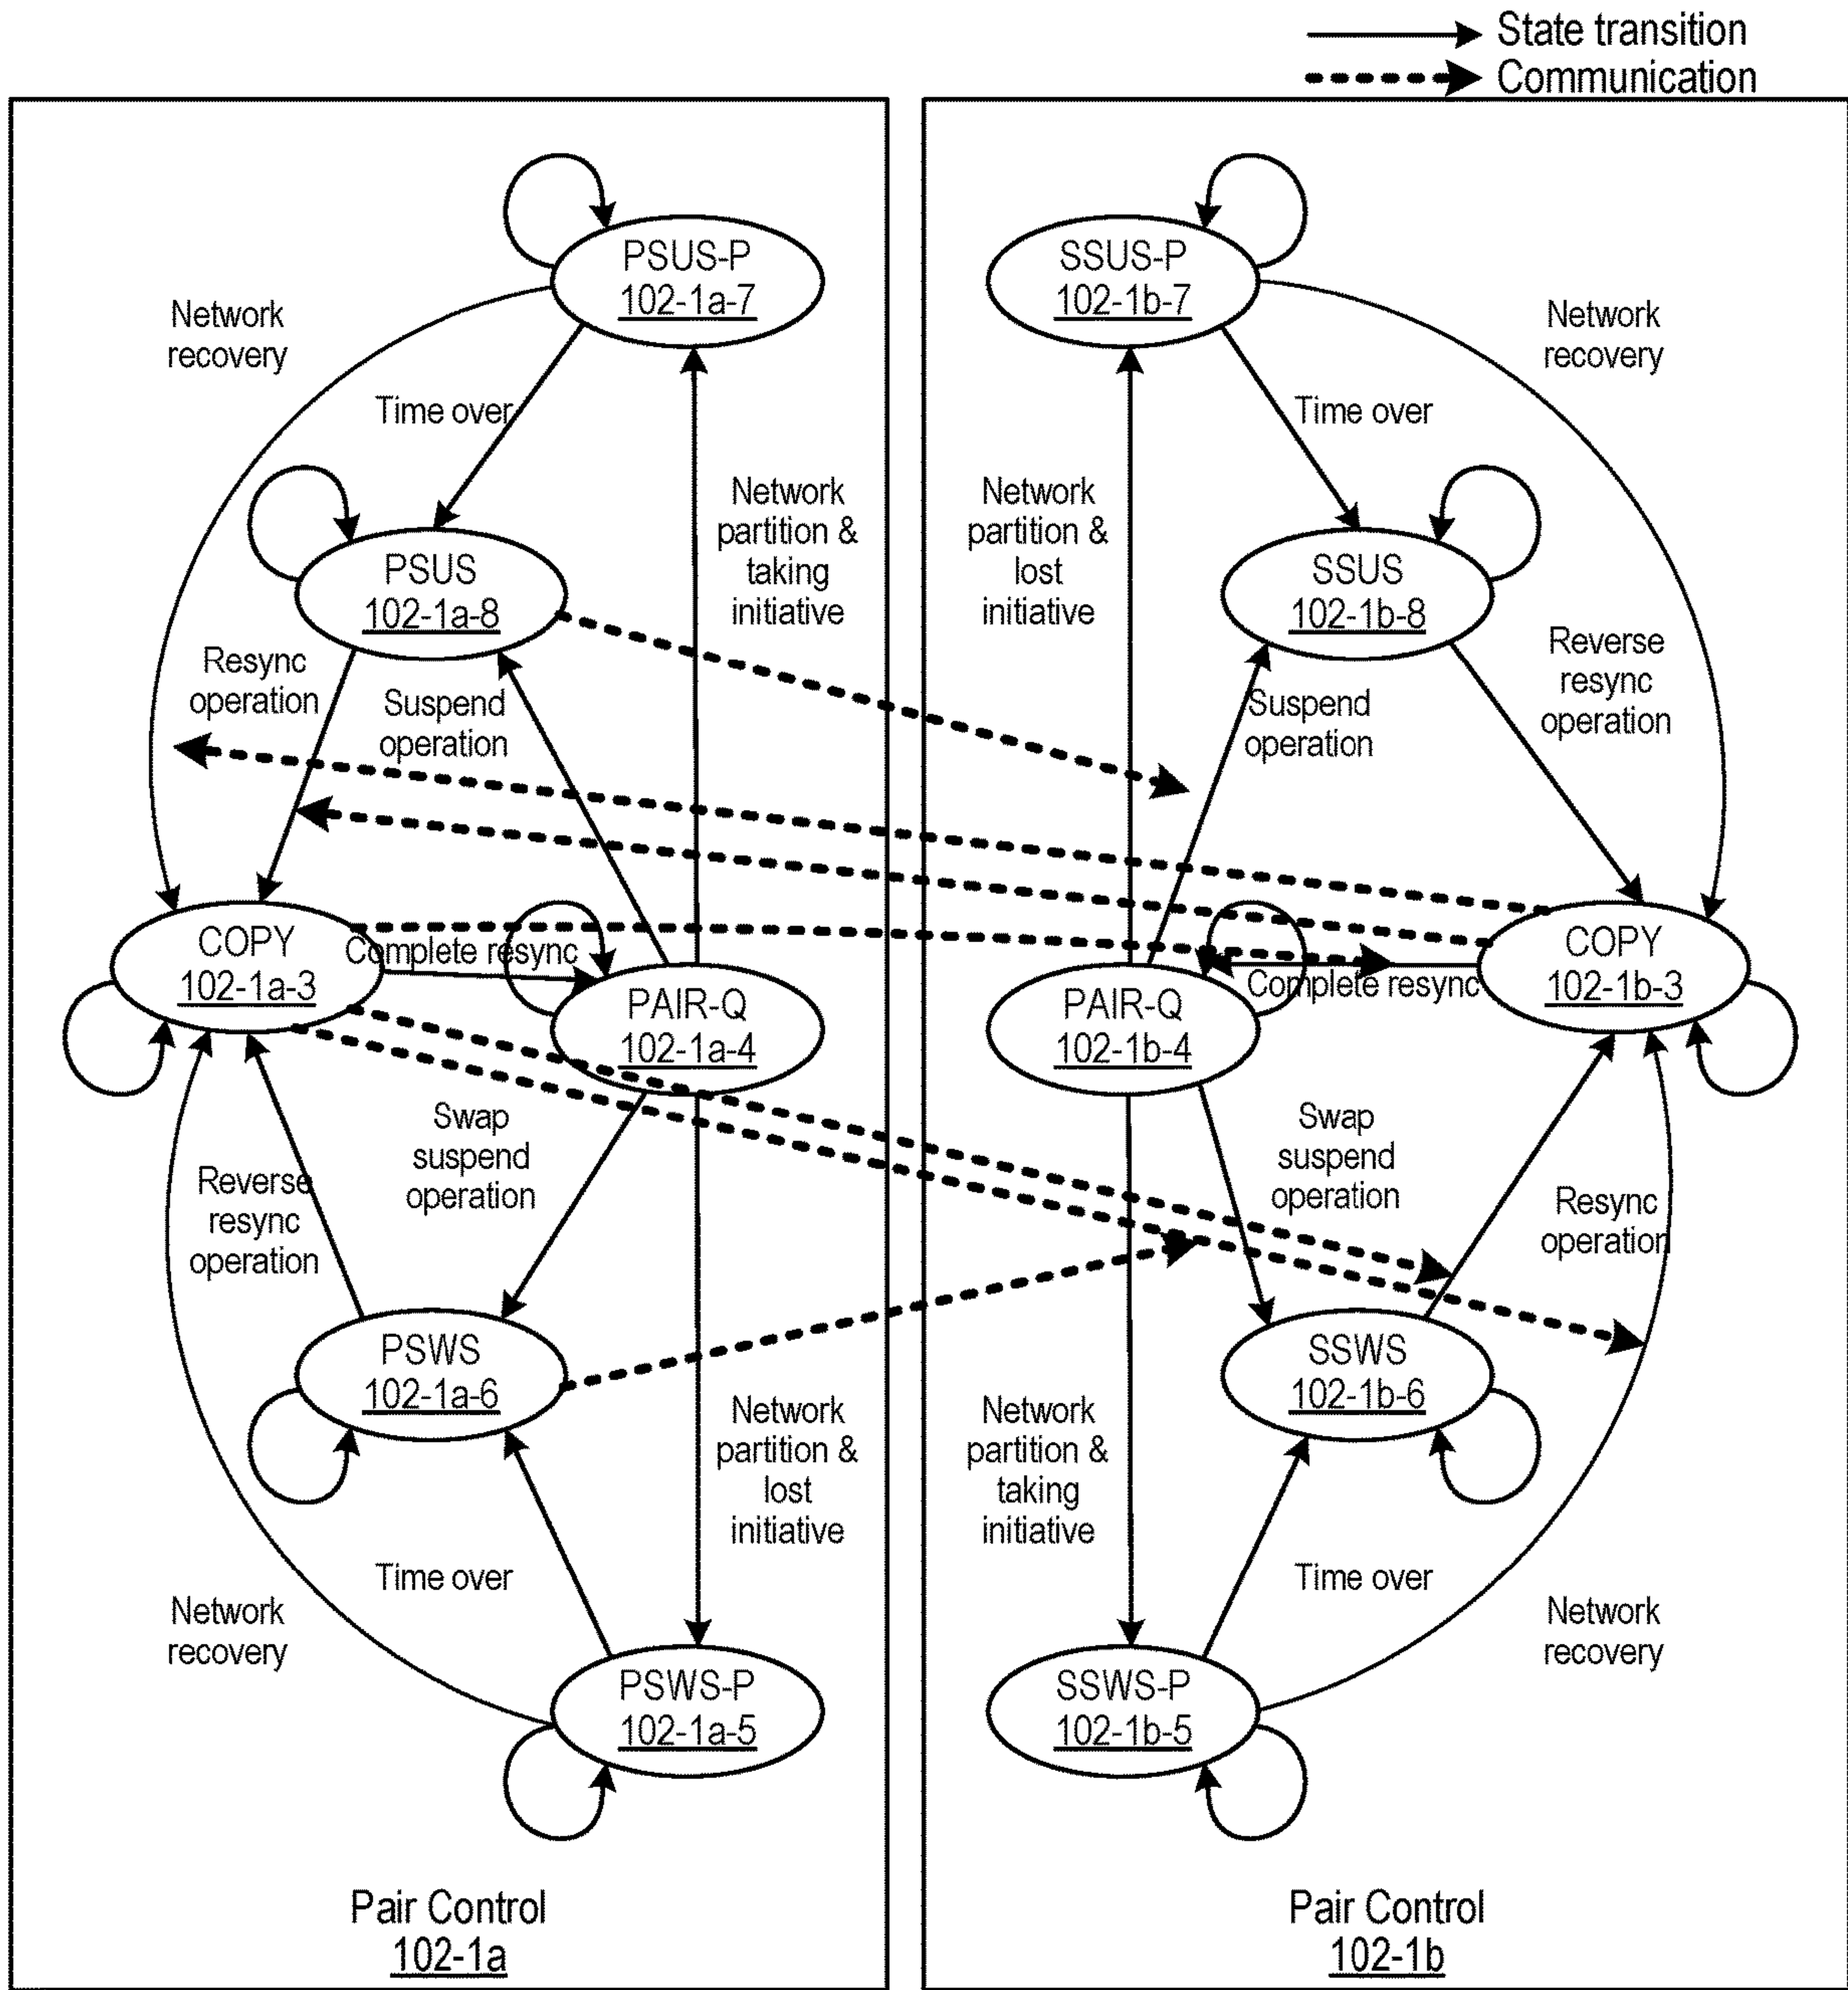 State transition
Communication
PSUS-P
102-1a-7
Network
recovery
Time over
Network
partition &
taking
initiative
PSUS
102-1a-8
Resync
operation
Suspend
operation
COPY
102-1a-3
Complete resync
PAIR-Q
102-1a-4
Swap
suspend
operation
Reverse
resync
operation
PSWS
102-1a-6
Network
partition &
lost
initiative
Time over
Network
recovery
PSWS-P
102-1a-5
Pair Control
102-1a
SSUS-P
102-1b-7
Network
recovery
Time over
Network
partition &
lost
initiative
SSUS
102-1b-8
Reverse
resync
operation
Suspend
operation
COPY
102-1b-3
Complete resync
PAIR-Q
102-1b-4
Swap
suspend
operation
Resync
operation
SSWS
102-1b-6
Network
partition &
taking
initiative
Time over
Network
recovery
SSWS-P
102-1b-5
Pair Control
102-1b